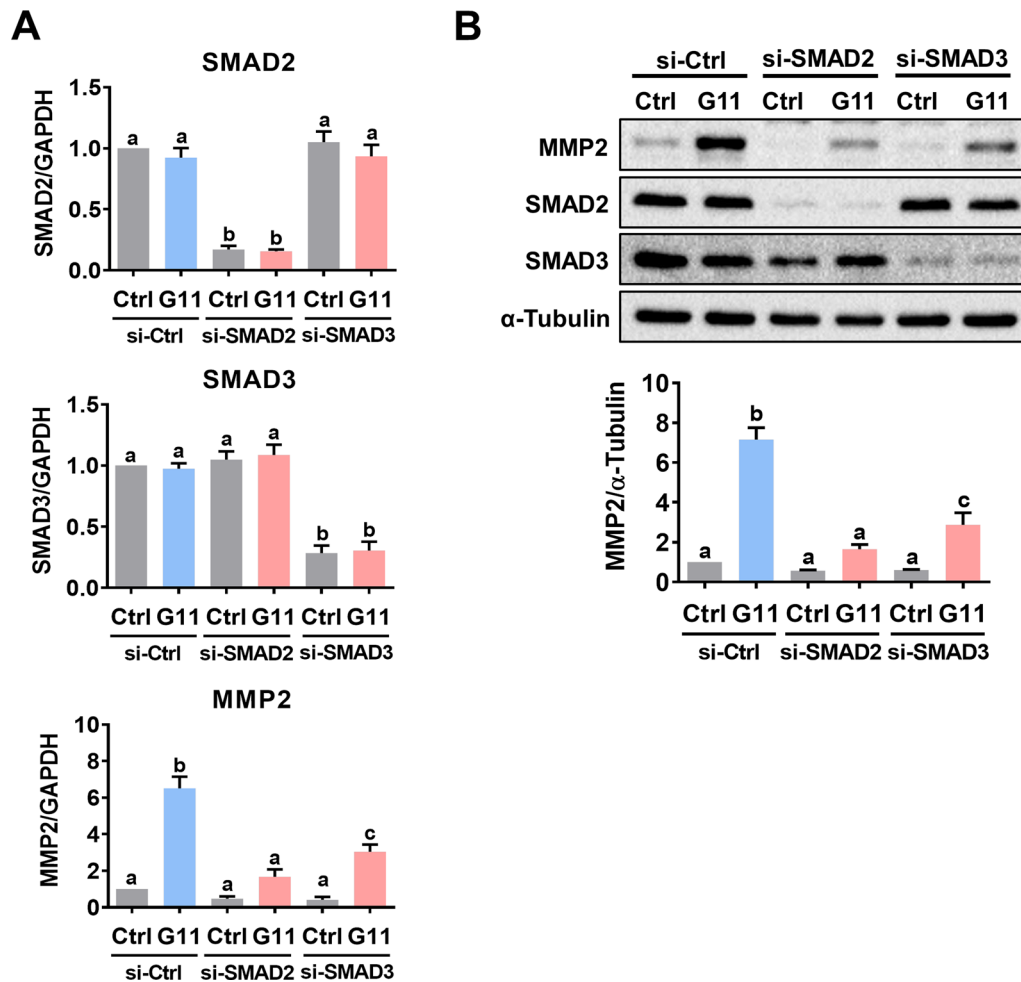 A
SMAD2
SMAD2/GAPDH
1.5
1.0
0.5
0.0
a a b b a a
Ctrl G11 Ctrl G11 Ctrl G11
si-Ctrl si-SMAD2 si-SMAD3
SMAD3
SMAD3/GAPDH
1.5
1.0
0.5
0.0
a a a a b b
Ctrl G11 Ctrl G11 Ctrl G11
si-Ctrl si-SMAD2 si-SMAD3
MMP2
MMP2/GAPDH
10
8
6
4
2
0
a b a a a c
Ctrl G11 Ctrl G11 Ctrl G11
si-Ctrl si-SMAD2 si-SMAD3
B
si-Ctrl si-SMAD2 si-SMAD3
Ctrl G11 Ctrl G11 Ctrl G11
MMP2
SMAD2
SMAD3
α-Tubulin
MMP2/α-Tubulin
10
8
6
4
2
0
a b a a a c
Ctrl G11 Ctrl G11 Ctrl G11
si-Ctrl si-SMAD2 si-SMAD3